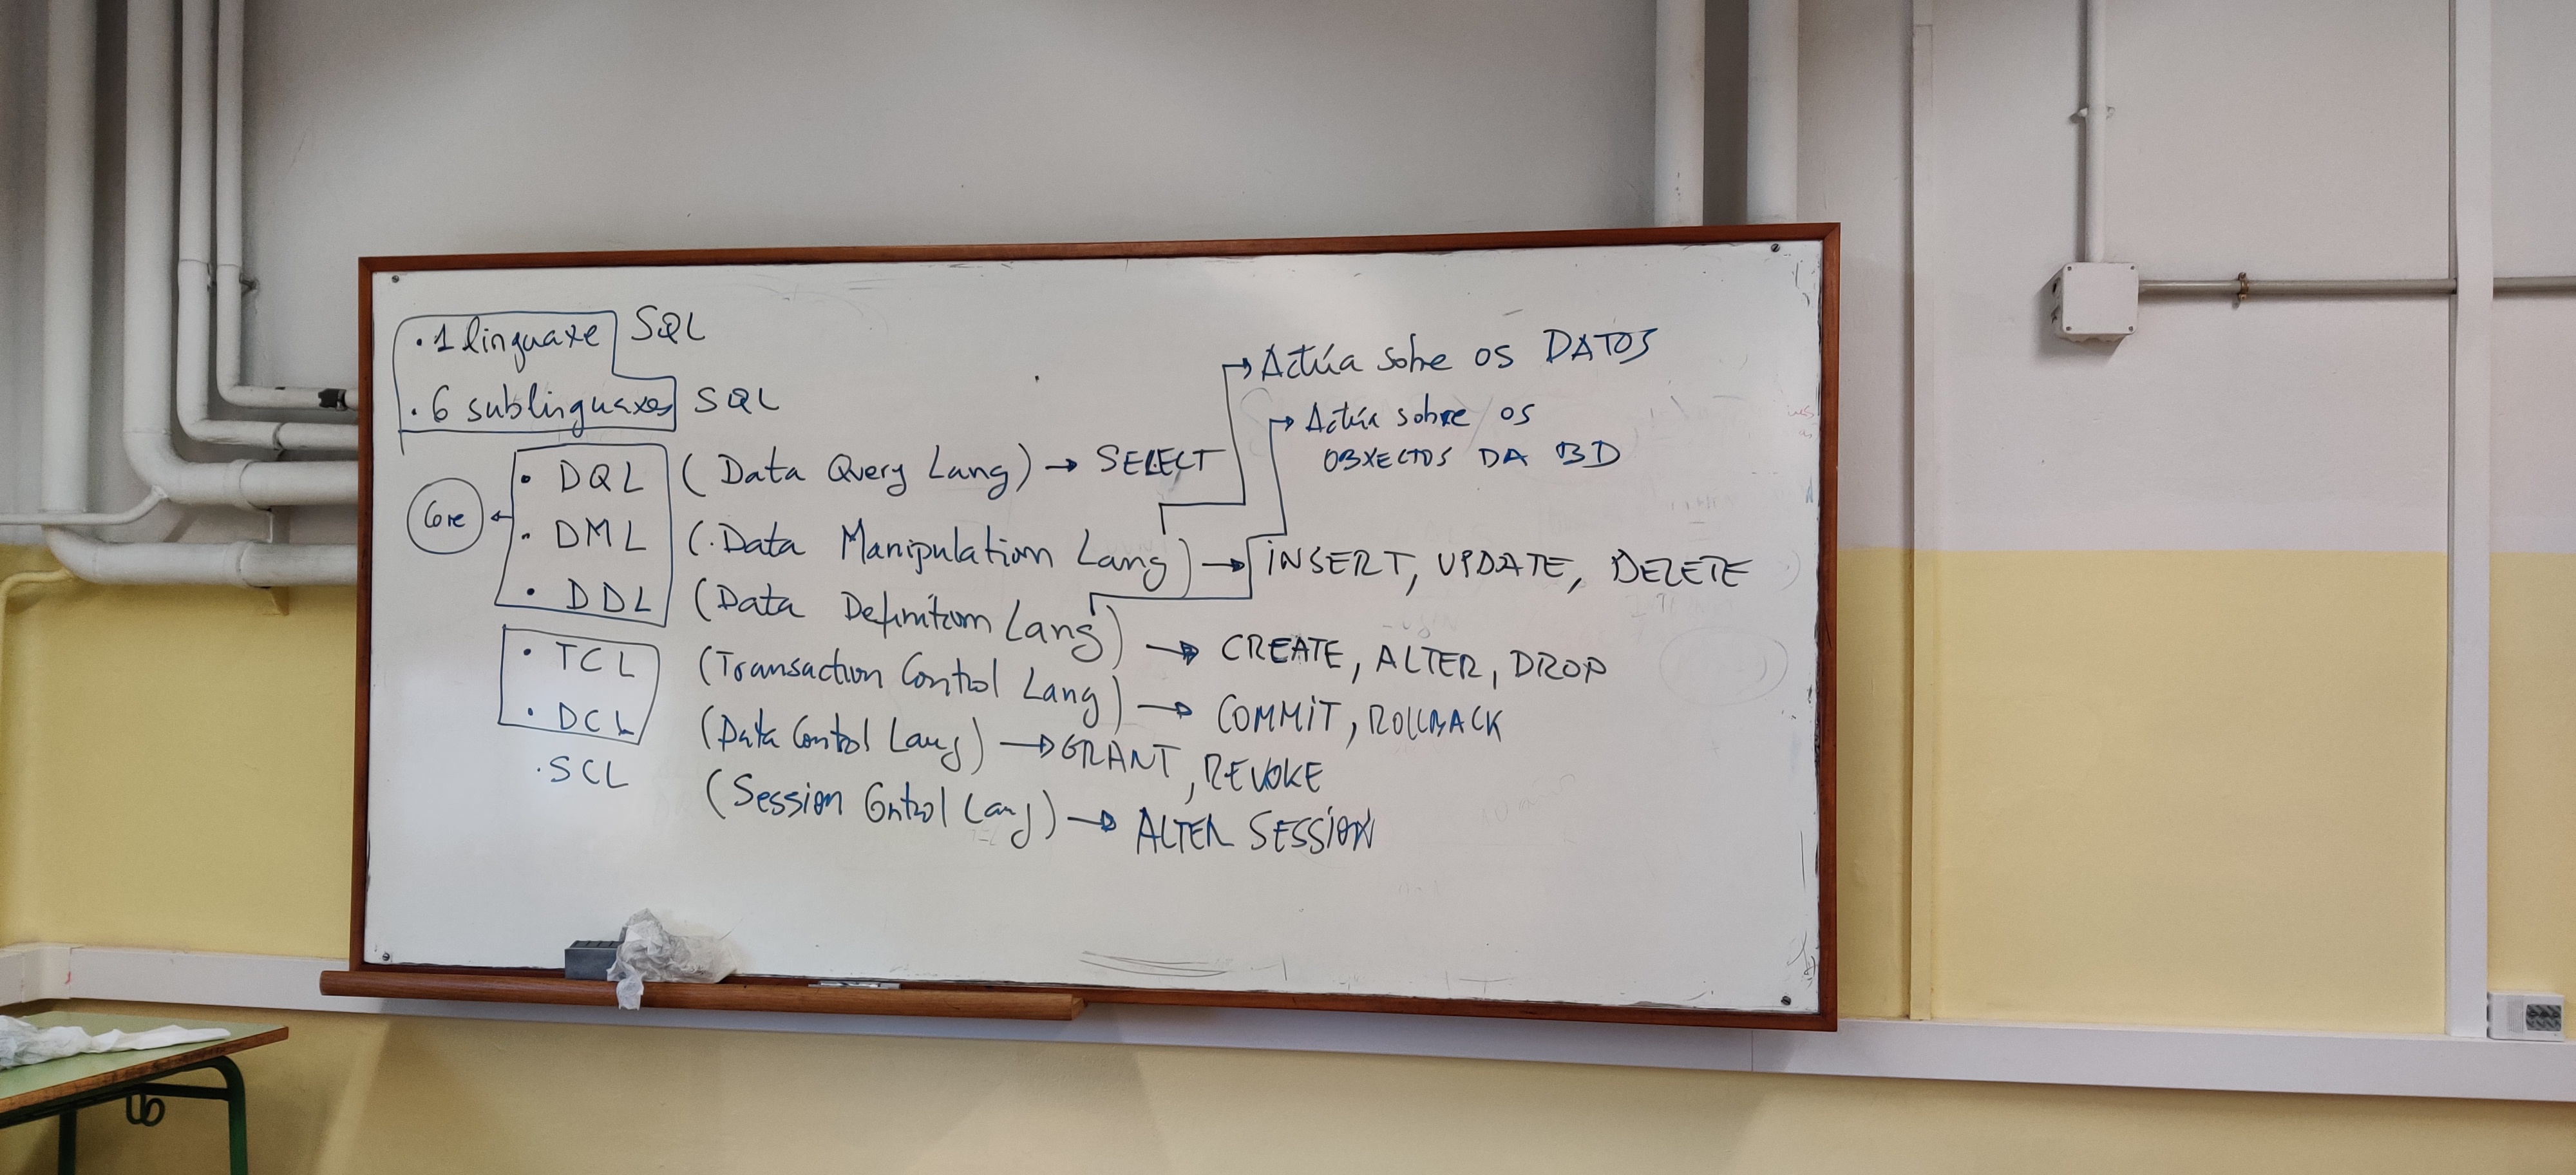 · 1 linguaxe SQL
· 6 sublinguaxes SQL
→ Actúa sobre os DATOS
→ Actúa sobre os
OBXECTOS DA BD
Core ←
· DQL (Data Query Lang) → SELECT
· DML (.Data Manipulation Lang) → INSERT, UPDATE, DELETE
· DDL (Data Definition Lang) → CREATE, ALTER, DROP
· TCL (Transaction Control Lang) → COMMIT, ROLLBACK
· DCL (Data Control Lang) → GRANT, REVOKE
· SCL (Session Control Lang) → ALTER SESSION